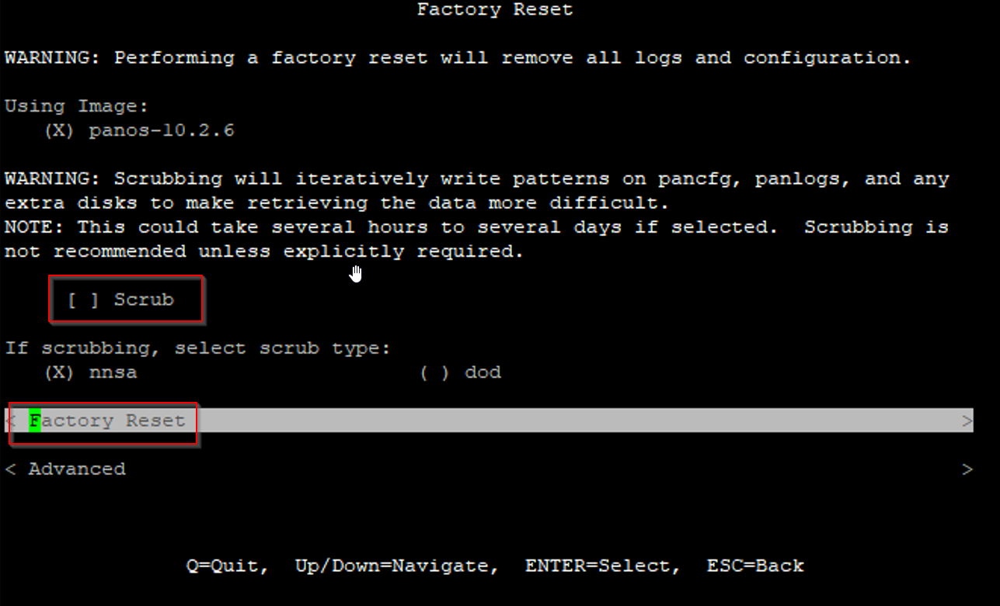 Factory Reset
WARNING: Performing a factory reset will remove all logs and configuration.
Using Image:
(X) panos-10.2.6
WARNING: Scrubbing will iteratively write patterns on pancfg, panlogs, and any
extra disks to make retrieving the data more difficult.
NOTE: This could take several hours to several days if selected.  Scrubbing is
not recommended unless explicitly required.
[ ] Scrub
If scrubbing, select scrub type:
(X) nnsa ( ) dod
< Factory Reset >
< Advanced >
Q=Quit,  Up/Down=Navigate,  ENTER=Select,  ESC=Back